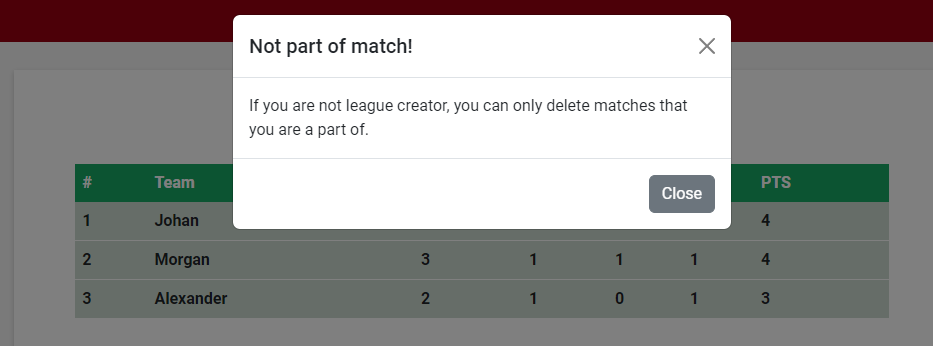 Not part of match!
If you are not league creator, you can only delete matches that
you are a part of.
Close
# Team PTS
1 Johan 4
2 Morgan 3 1 1 1 4
3 Alexander 2 1 0 1 3